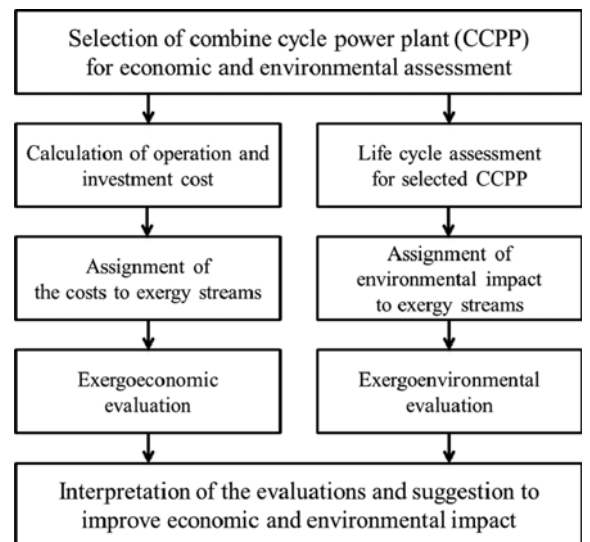 Selection of combine cycle power plant (CCPP)
for economic and environmental assessment
Calculation of operation and
investment cost
Life cycle assessment
for selected CCPP
Assignment of
the costs to exergy streams
Assignment of
environmental impact
to exergy streams
Exergoeconomic
evaluation
Exergoenvironmental
evaluation
Interpretation of the evaluations and suggestion to
improve economic and environmental impact